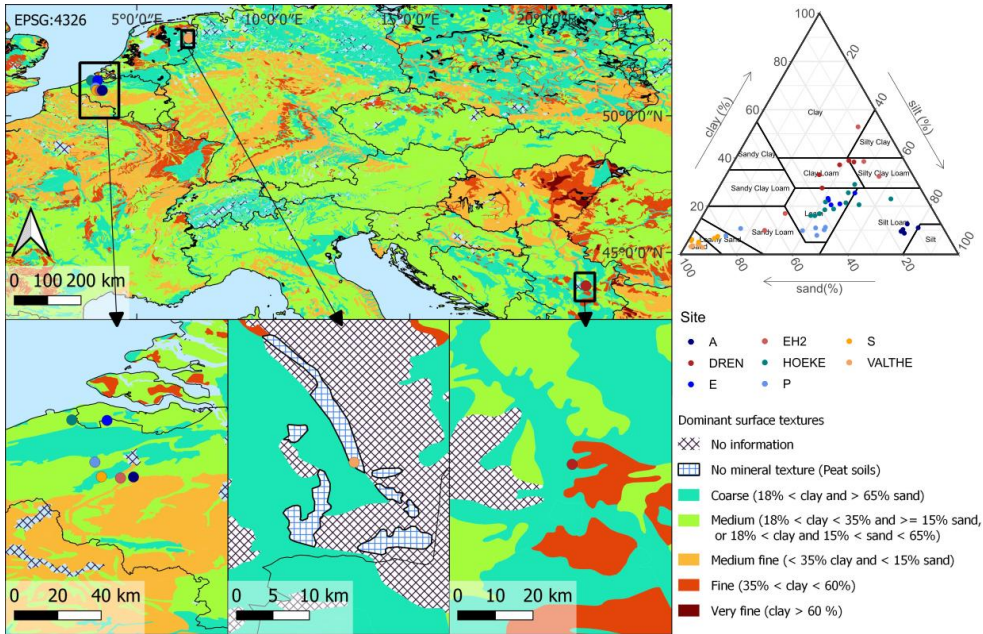 EPSG:4326
5°0′0″E
10°0′0″E
15°0′0″E
50°0′0″N
45°0′0″N
0 100 200 km
0 20 40 km
0 5 10 km
0 10 20 km
100
80
60
40
20
20
40
60
80
100
100
80
60
40
20
clay (%)
silt (%)
sand(%)
Clay
Silty Clay
Sandy Clay
Clay Loam
Silty Clay Loam
Sandy Clay Loam
Loam
Silt Loam
Sandy Loam
Loamy Sand
Sand
Silt
Site
A EH2 S
DREN HOEKE VALTHE
E P
Dominant surface textures
No information
No mineral texture (Peat soils)
Coarse (18% < clay and > 65% sand)
Medium (18% < clay < 35% and >= 15% sand,
or 18% < clay and 15% < sand < 65%)
Medium fine (< 35% clay and < 15% sand)
Fine (35% < clay < 60%)
Very fine (clay > 60 %)